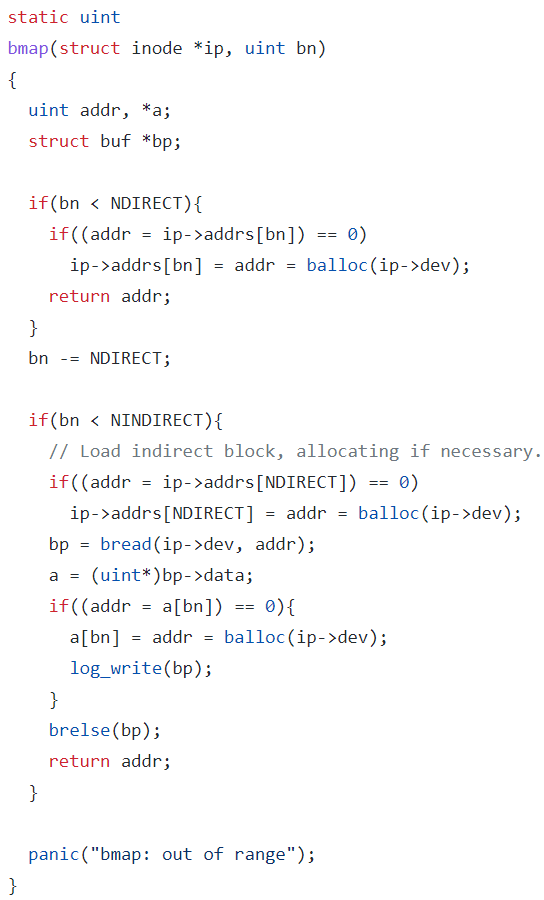 static uint
bmap(struct inode *ip, uint bn)
{
  uint addr, *a;
  struct buf *bp;

  if(bn < NDIRECT){
    if((addr = ip->addrs[bn]) == 0)
      ip->addrs[bn] = addr = balloc(ip->dev);
    return addr;
  }
  bn -= NDIRECT;

  if(bn < NINDIRECT){
    // Load indirect block, allocating if necessary.
    if((addr = ip->addrs[NDIRECT]) == 0)
      ip->addrs[NDIRECT] = addr = balloc(ip->dev);
    bp = bread(ip->dev, addr);
    a = (uint*)bp->data;
    if((addr = a[bn]) == 0){
      a[bn] = addr = balloc(ip->dev);
      log_write(bp);
    }
    brelse(bp);
    return addr;
  }

  panic("bmap: out of range");
}